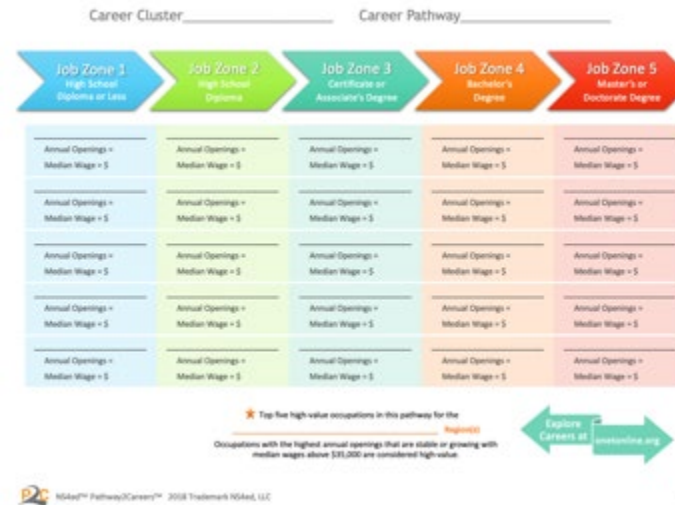 Career Cluster____________________ Career Pathway____________________
Job Zone 1
High School
Diploma or Less
Job Zone 2
High School
Diploma
Job Zone 3
Certificate or
Associate's Degree
Job Zone 4
Bachelor's
Degree
Job Zone 5
Master's or
Doctorate Degree
Annual Openings = Annual Openings = Annual Openings = Annual Openings = Annual Openings =
Median Wage = $ Median Wage = $ Median Wage = $ Median Wage = $ Median Wage = $
Annual Openings = Annual Openings = Annual Openings = Annual Openings = Annual Openings =
Median Wage = $ Median Wage = $ Median Wage = $ Median Wage = $ Median Wage = $
Annual Openings = Annual Openings = Annual Openings = Annual Openings = Annual Openings =
Median Wage = $ Median Wage = $ Median Wage = $ Median Wage = $ Median Wage = $
Annual Openings = Annual Openings = Annual Openings = Annual Openings = Annual Openings =
Median Wage = $ Median Wage = $ Median Wage = $ Median Wage = $ Median Wage = $
Annual Openings = Annual Openings = Annual Openings = Annual Openings = Annual Openings =
Median Wage = $ Median Wage = $ Median Wage = $ Median Wage = $ Median Wage = $
Top five high-value occupations in this pathway for the
____________________ Region(s)
Occupations with the highest annual openings that are stable or growing with
median wages above $35,000 are considered high-value.
Explore
Careers at
onetonline.org
P2C NS4ed™ Pathway2Careers™ 2018 Trademark NS4ed, LLC